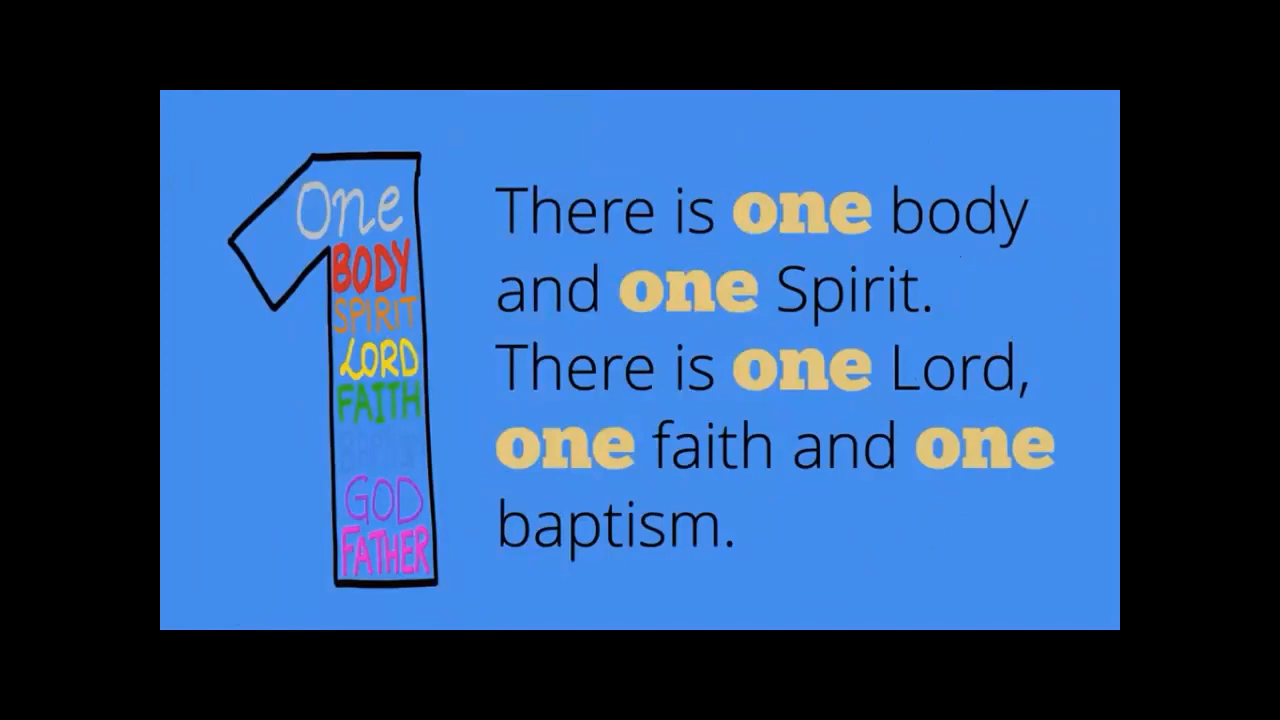 One
BODY
SPIRIT
LORD
FAITH
GOD
FATHER
There is one body
and one Spirit.
There is one Lord,
one faith and one
baptism.